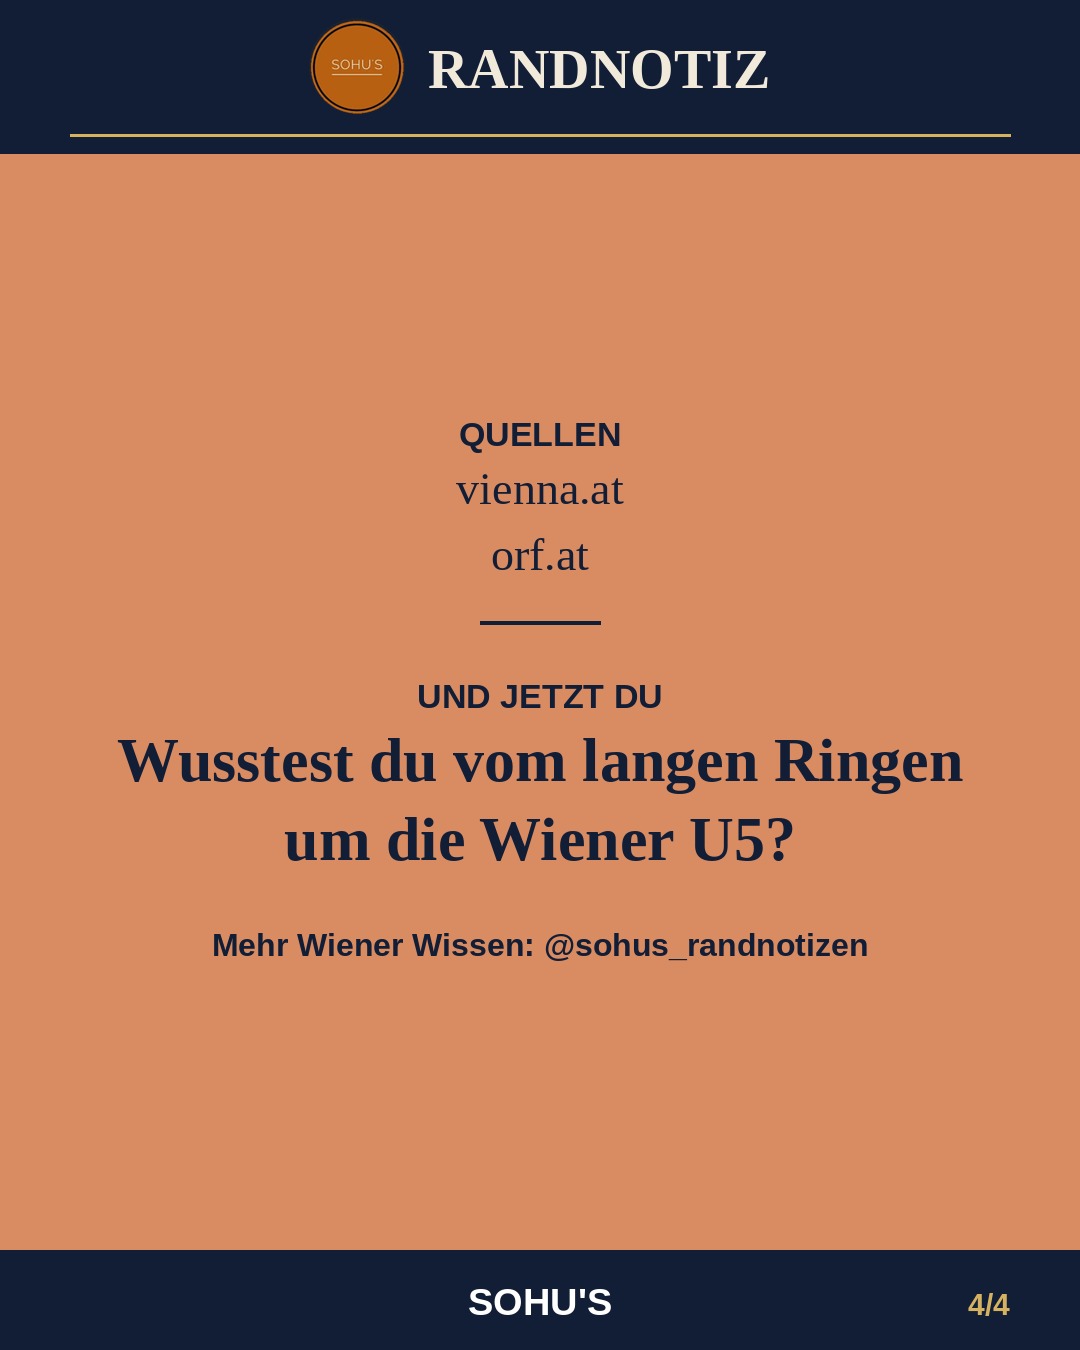 SOHU'S
RANDNOTIZ
QUELLEN
vienna.at
orf.at
UND JETZT DU
Wusstest du vom langen Ringen
um die Wiener U5?
Mehr Wiener Wissen: @sohus_randnotizen
SOHU'S
4/4